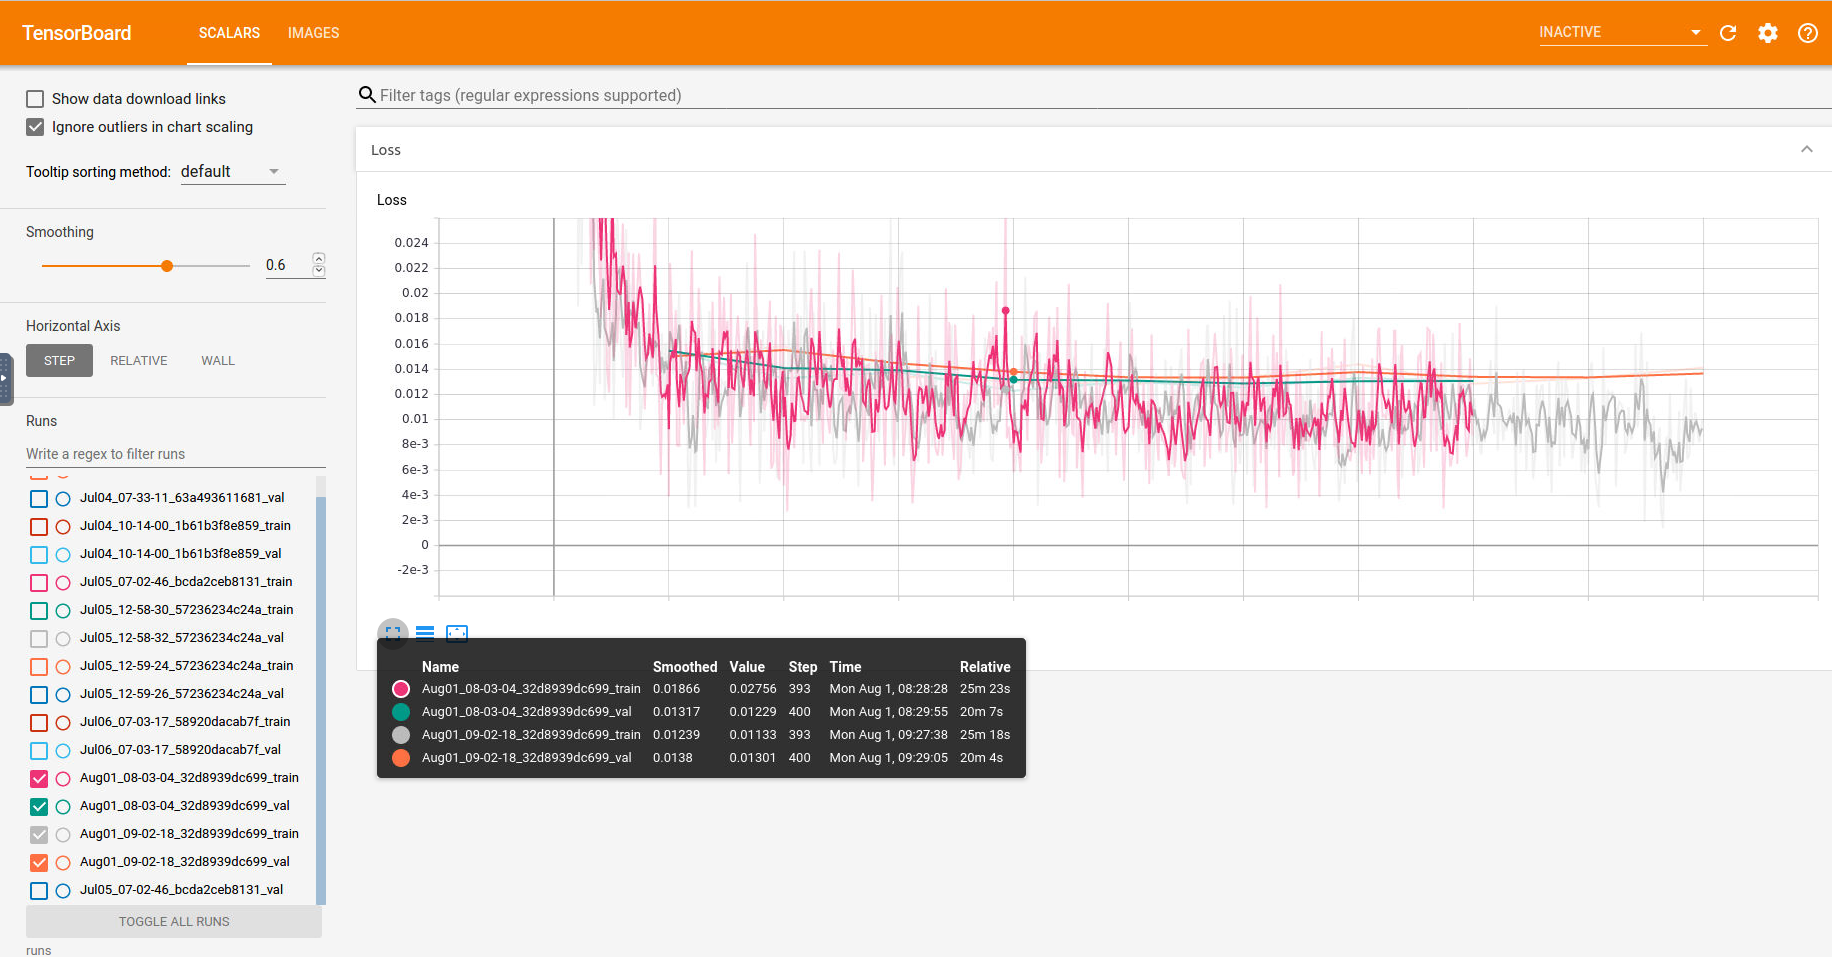 TensorBoard SCALARS IMAGES INACTIVE
Show data download links
Ignore outliers in chart scaling
Tooltip sorting method: default
Smoothing
0.6
Horizontal Axis
STEP RELATIVE WALL
Runs
Write a regex to filter runs
Jul04_07-33-11_63a493611681_val
Jul04_10-14-00_1b61b3f8e859_train
Jul04_10-14-00_1b61b3f8e859_val
Jul05_07-02-46_bcda2ceb8131_train
Jul05_12-58-30_57236234c24a_train
Jul05_12-58-32_57236234c24a_val
Jul05_12-59-24_57236234c24a_train
Jul05_12-59-26_57236234c24a_val
Jul06_07-03-17_58920dacab7f_train
Jul06_07-03-17_58920dacab7f_val
Aug01_08-03-04_32d8939dc699_train
Aug01_08-03-04_32d8939dc699_val
Aug01_09-02-18_32d8939dc699_train
Aug01_09-02-18_32d8939dc699_val
Jul05_07-02-46_bcda2ceb8131_val
TOGGLE ALL RUNS
runs
Filter tags (regular expressions supported)
Loss
Loss
0.024
0.022
0.02
0.018
0.016
0.014
0.012
0.01
8e-3
6e-3
4e-3
2e-3
0
-2e-3
Name Smoothed Value Step Time Relative
Aug01_08-03-04_32d8939dc699_train 0.01866 0.02756 393 Mon Aug 1, 08:28:28 25m 23s
Aug01_08-03-04_32d8939dc699_val 0.01317 0.01229 400 Mon Aug 1, 08:29:55 20m 7s
Aug01_09-02-18_32d8939dc699_train 0.01239 0.01133 393 Mon Aug 1, 09:27:38 25m 18s
Aug01_09-02-18_32d8939dc699_val 0.0138 0.01301 400 Mon Aug 1, 09:29:05 20m 4s